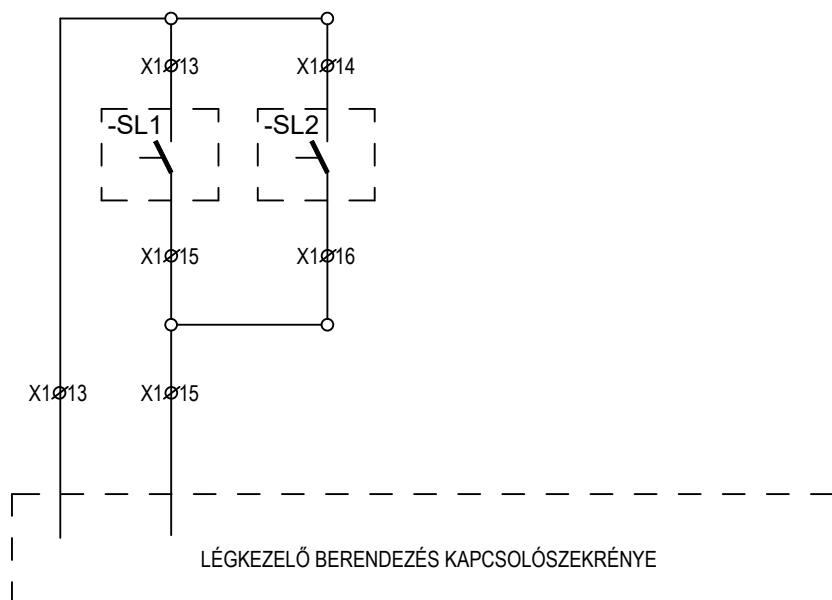 X1 13 X1 14
-SL1 -SL2
X1 15 X1 16
X1 13 X1 15
LÉGKEZELŐ BERENDEZÉS KAPCSOLÓSZEKRÉNYE